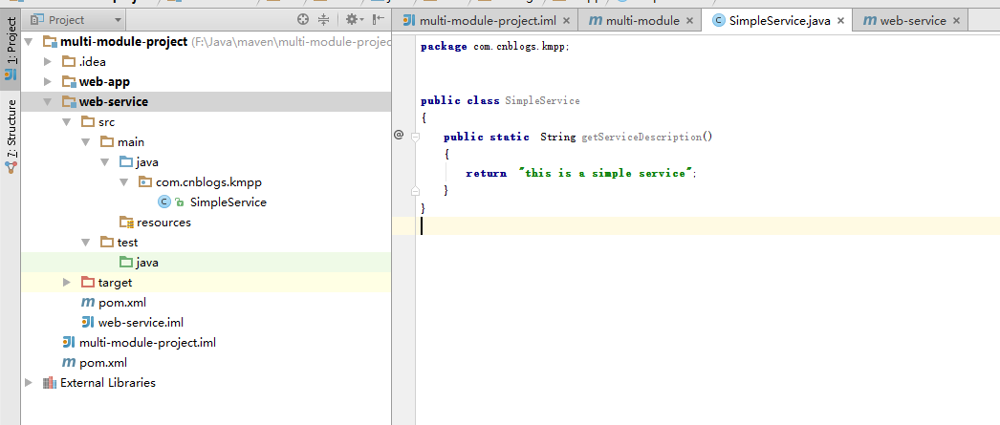 Project
multi-module-project.iml
multi-module
SimpleService.java
web-service
1: Project
7: Structure
multi-module-project (F:\Java\maven\multi-module-projec
.idea
web-app
web-service
src
main
java
com.cnblogs.kmpp
SimpleService
resources
test
java
target
pom.xml
web-service.iml
multi-module-project.iml
pom.xml
External Libraries
package com.cnblogs.kmpp;
public class SimpleService
{
public static String getServiceDescription()
{
return "this is a simple service";
}
}